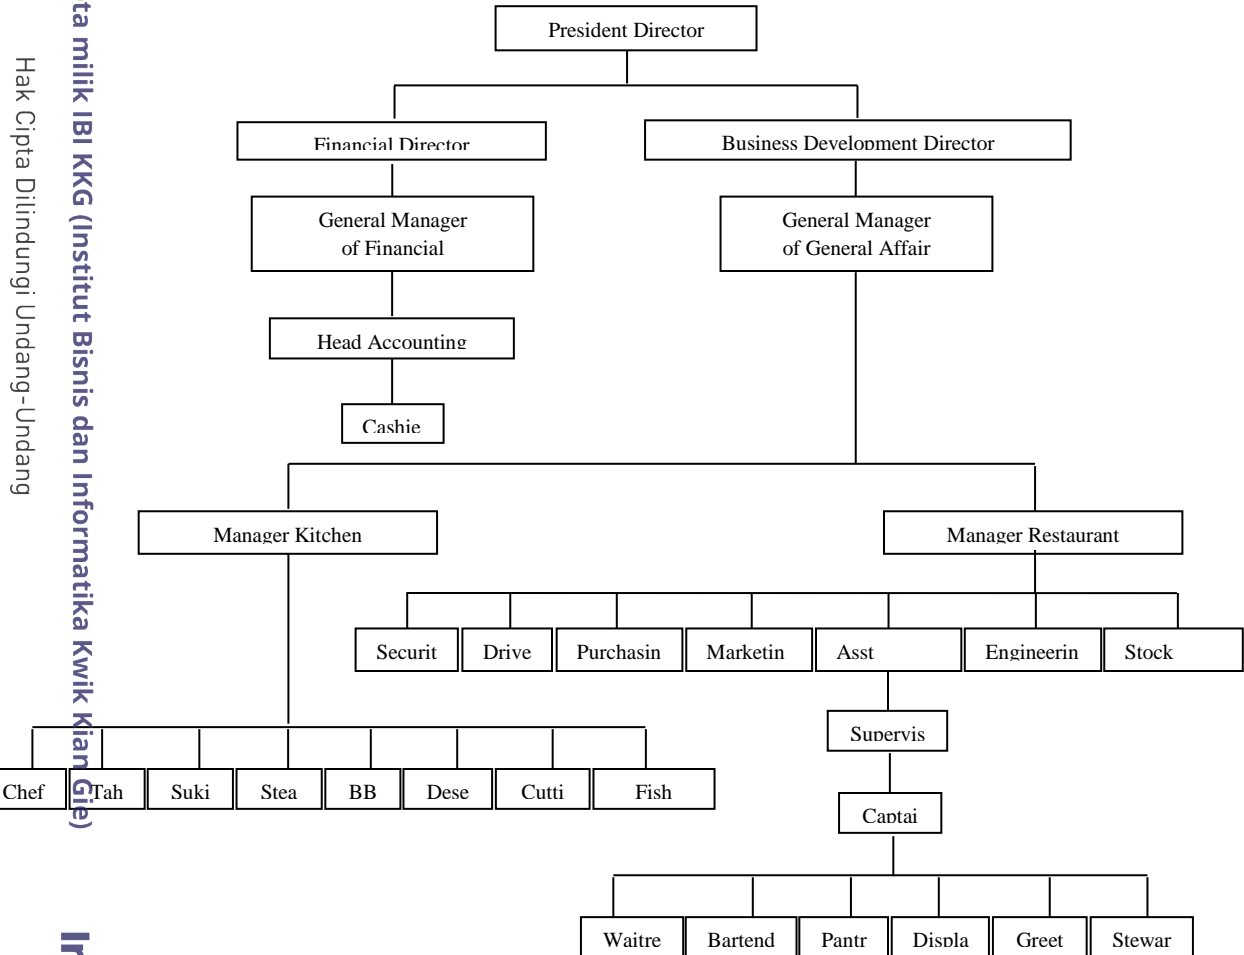 President Director
Financial Director
Business Development Director
General Manager
of Financial
General Manager
of General Affair
Head Accounting
Cashie
Manager Kitchen
Manager Restaurant
Securit
Drive
Purchasin
Marketin
Asst
Engineerin
Stock
Supervis
Captai
Chef
Tah
Suki
Stea
BB
Dese
Cutti
Fish
Waitre
Bartend
Pantr
Displa
Greet
Stewar
ta milik IBI KKG (Institut Bisnis dan Informatika Kwik Kian Gie)
Hak Cipta Dilindungi Undang-Undang